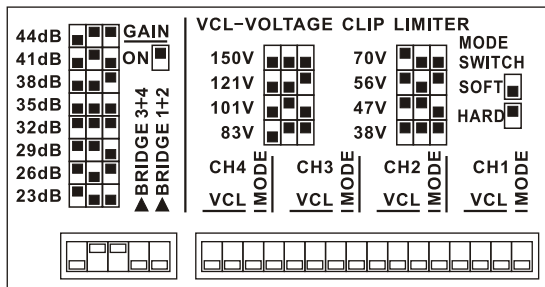 44dB
41dB
38dB
35dB
32dB
29dB
26dB
23dB
GAIN
ON
◀BRIDGE 3+4
◀BRIDGE 1+2
VCL–VOLTAGE CLIP LIMITER
150V
121V
101V
83V
70V
56V
47V
38V
MODE
SWITCH
SOFT
HARD
CH4
VCL
MODE
CH3
VCL
MODE
CH2
VCL
MODE
CH1
VCL
MODE